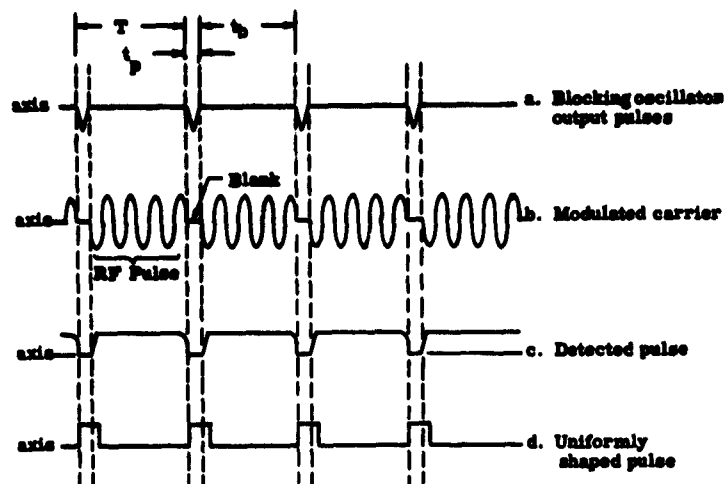 T
t_b
t_p
axis
a. Blocking oscillator
output pulses
Blank
axis
b. Modulated carrier
RF Pulse
axis
c. Detected pulse
axis
d. Uniformly
shaped pulse